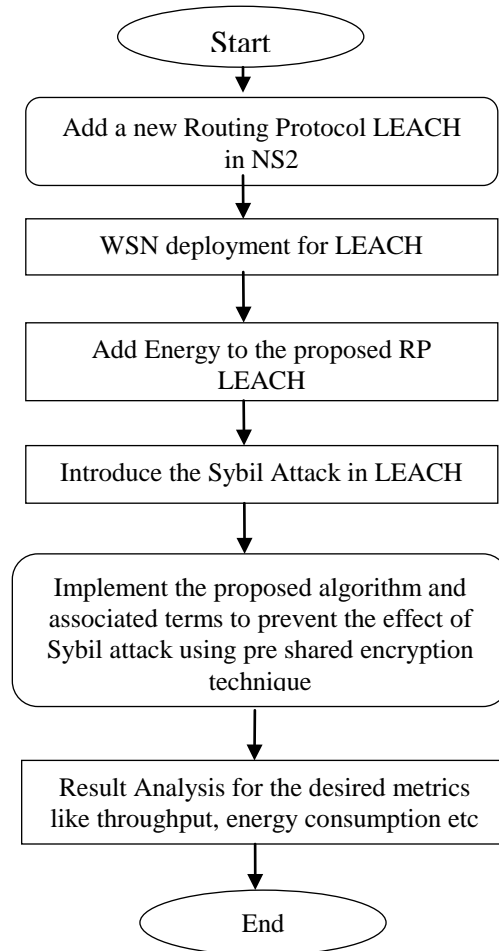 Start
Add a new Routing Protocol LEACH
in NS2
WSN deployment for LEACH
Add Energy to the proposed RP
LEACH
Introduce the Sybil Attack in LEACH
Implement the proposed algorithm and
associated terms to prevent the effect of
Sybil attack using pre shared encryption
technique
Result Analysis for the desired metrics
like throughput, energy consumption etc
End